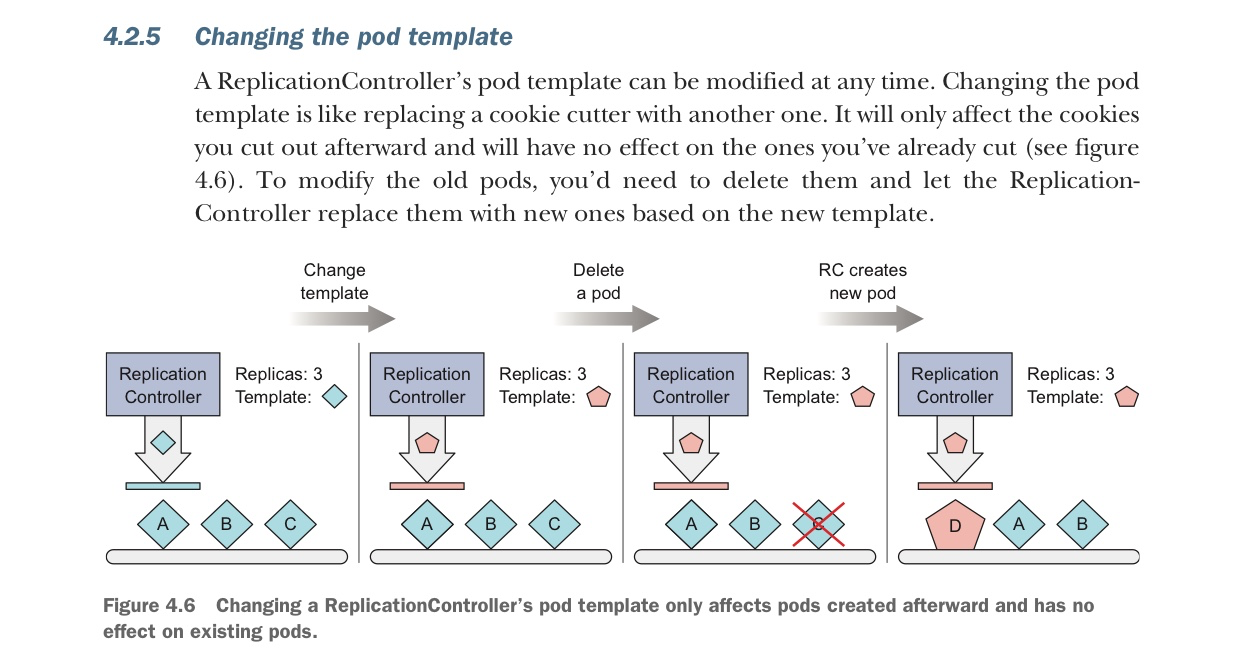 4.2.5 Changing the pod template
A ReplicationController’s pod template can be modified at any time. Changing the pod
template is like replacing a cookie cutter with another one. It will only affect the cookies
you cut out afterward and will have no effect on the ones you’ve already cut (see figure
4.6). To modify the old pods, you’d need to delete them and let the Replication-
Controller replace them with new ones based on the new template.
Change
template
Delete
a pod
RC creates
new pod
Replication
Controller
Replicas: 3
Template:
A B C
Replication
Controller
Replicas: 3
Template:
A B C
Replication
Controller
Replicas: 3
Template:
A B C
Replication
Controller
Replicas: 3
Template:
D A B
Figure 4.6 Changing a ReplicationController’s pod template only affects pods created afterward and has no
effect on existing pods.